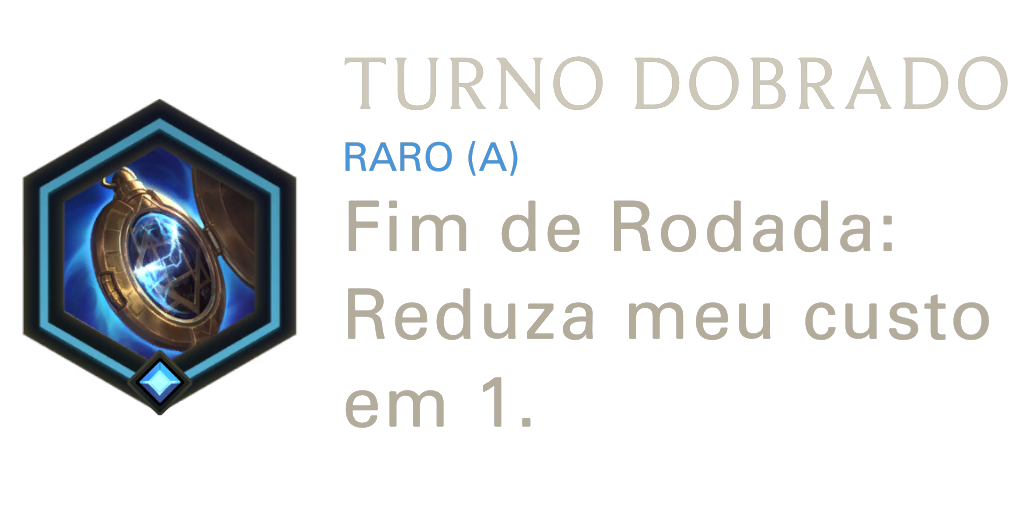 TURNO DOBRADO
RARO (A)
Fim de Rodada:
Reduza meu custo
em 1.